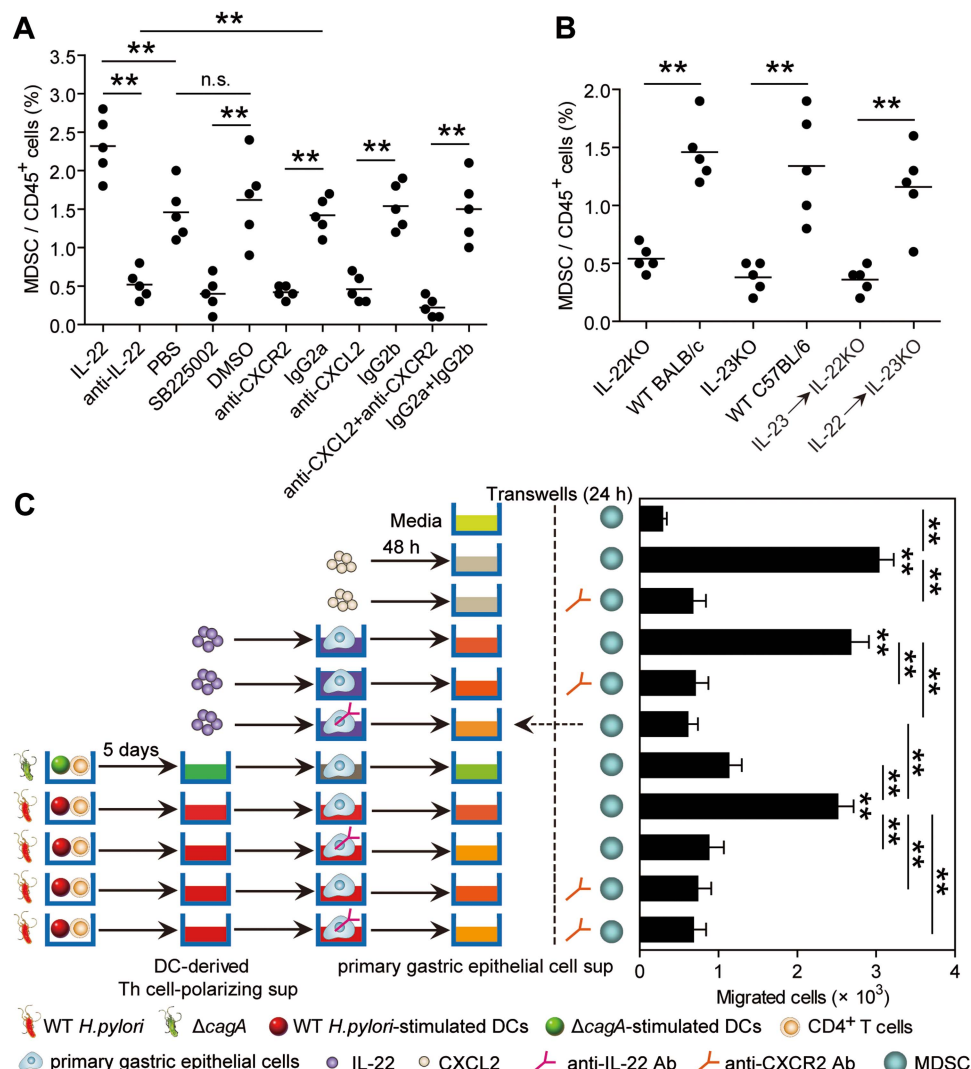 A
**
**
**
n.s.
**
**
**
**
MDSC / CD45+ cells (%)
3.5
3.0
2.5
2.0
1.5
1.0
0.5
0.0
IL-22
anti-IL-22
PBS
SB225002
DMSO
anti-CXCR2
IgG2a
anti-CXCL2
IgG2b
anti-CXCL2+anti-CXCR2
IgG2a+IgG2b
B
**
**
**
MDSC / CD45+ cells (%)
2.0
1.5
1.0
0.5
0.0
IL-22KO
WT BALB/c
IL-23KO
WT C57BL/6
IL-23 → IL-22KO
IL-22 → IL-23KO
C
Transwells (24 h)
Media
48 h
5 days
DC-derived
Th cell-polarizing sup
primary gastric epithelial cell sup
**
**
**
**
**
**
**
**
**
**
**
**
0 1 2 3 4
Migrated cells (× 10³)
WT H.pylori
ΔcagA
WT H.pylori-stimulated DCs
ΔcagA-stimulated DCs
CD4+ T cells
primary gastric epithelial cells
IL-22
CXCL2
anti-IL-22 Ab
anti-CXCR2 Ab
MDSC